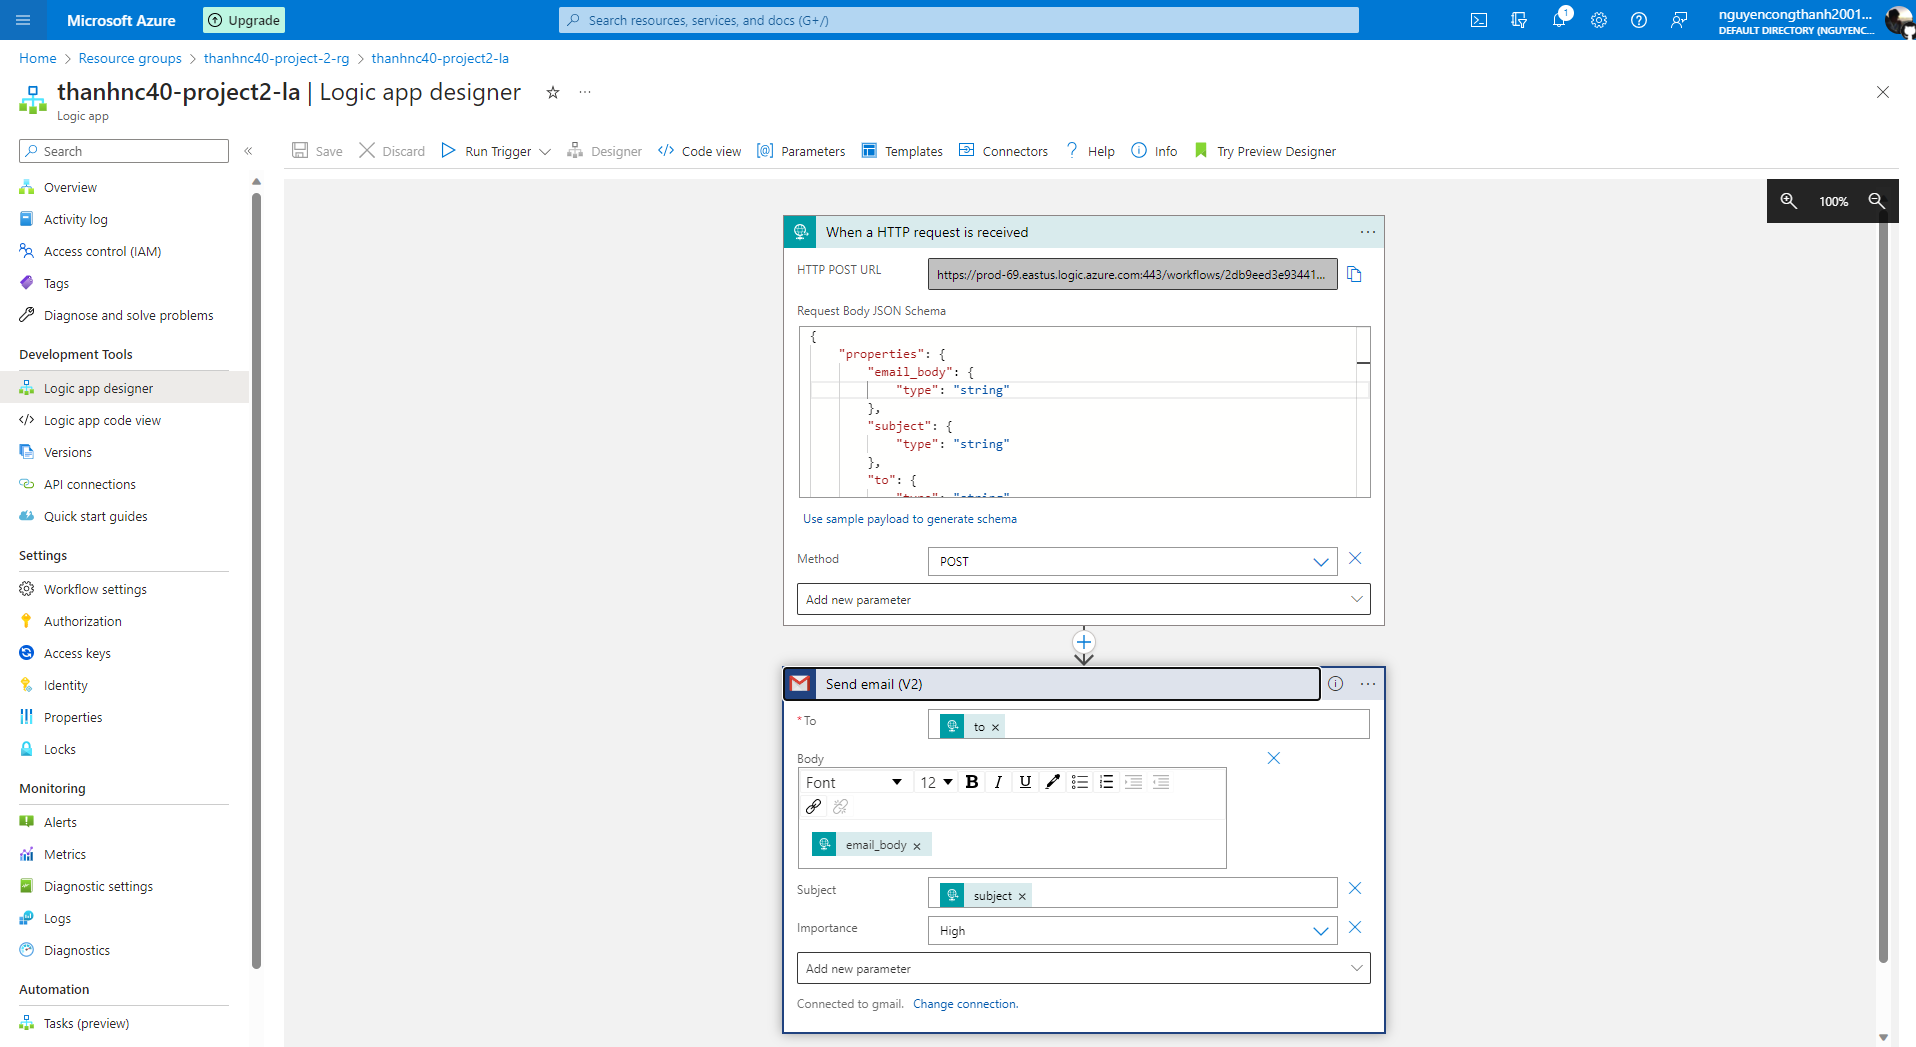 Microsoft Azure
Upgrade
Search resources, services, and docs (G+/)
1
nguyencongthanh2001...
DEFAULT DIRECTORY (NGUYENC...
Home > Resource groups > thanhnc40-project-2-rg > thanhnc40-project2-la
thanhnc40-project2-la | Logic app designer
Logic app
Search
Save
Discard
Run Trigger
Designer
Code view
Parameters
Templates
Connectors
Help
Info
Try Preview Designer
Overview
Activity log
Access control (IAM)
Tags
Diagnose and solve problems
Development Tools
Logic app designer
Logic app code view
Versions
API connections
Quick start guides
Settings
Workflow settings
Authorization
Access keys
Identity
Properties
Locks
Monitoring
Alerts
Metrics
Diagnostic settings
Logs
Diagnostics
Automation
Tasks (preview)
100%
When a HTTP request is received
HTTP POST URL
https://prod-69.eastus.logic.azure.com:443/workflows/2db9eed3e93441...
Request Body JSON Schema
{
"properties": {
"email_body": {
"type": "string"
},
"subject": {
"type": "string"
},
"to": {
"type": "string"
Use sample payload to generate schema
Method
POST
Add new parameter
Send email (V2)
* To
to
Body
Font
12
B I U
email_body
Subject
subject
Importance
High
Add new parameter
Connected to gmail. Change connection.